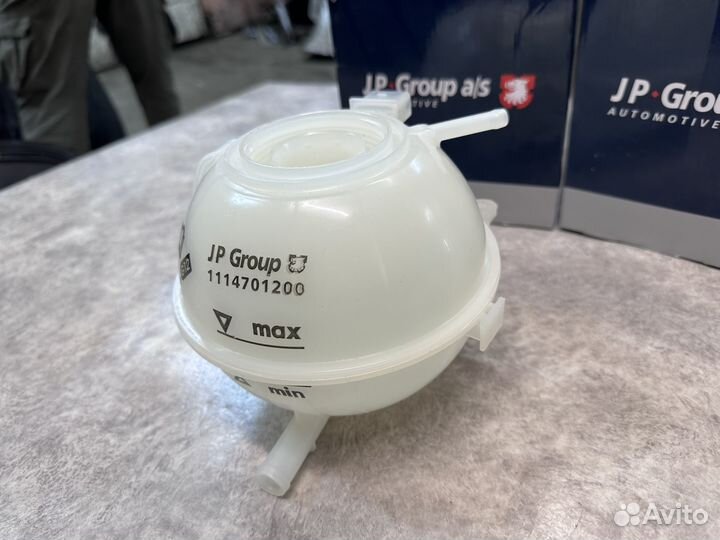 JP·Group a/s
AUTOMOTIVE
JP·Group
AUTOMOTIVE
JP Group
1114701200
max
min
Avito